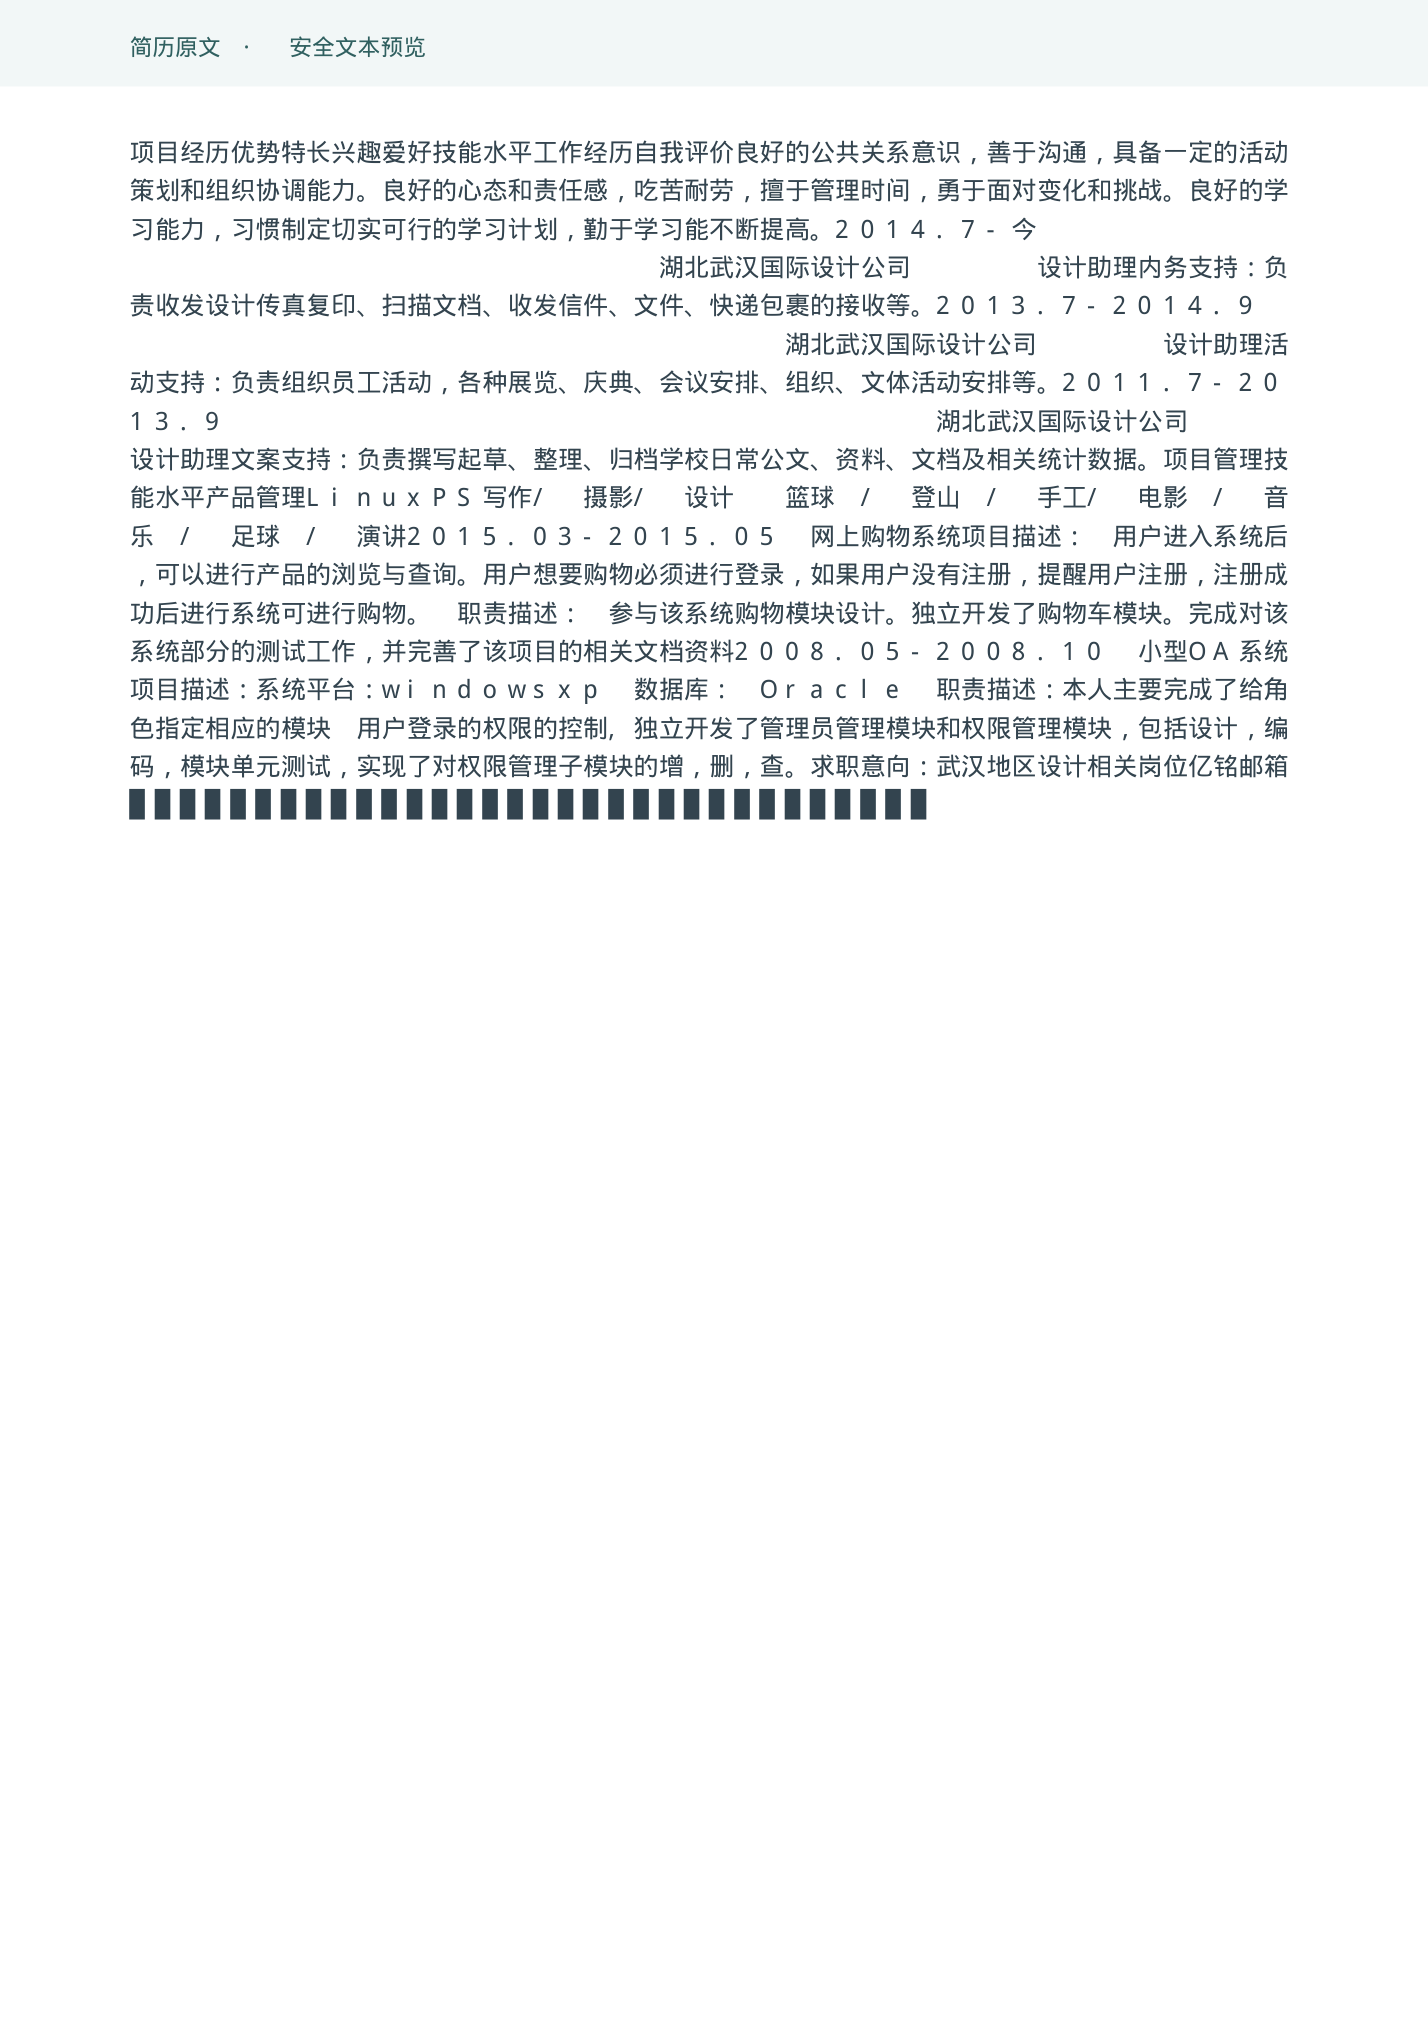 简历原文 · 安全文本预览
项目经历优势特长兴趣爱好技能水平工作经历自我评价良好的公共关系意识，善于沟通，具备一定的活动
策划和组织协调能力。良好的心态和责任感，吃苦耐劳，擅于管理时间，勇于面对变化和挑战。良好的学
习能力，习惯制定切实可行的学习计划，勤于学习能不断提高。2014.7-今
湖北武汉国际设计公司 设计助理内务支持：负
责收发设计传真复印、扫描文档、收发信件、文件、快递包裹的接收等。2013.7-2014.9
湖北武汉国际设计公司 设计助理活
动支持：负责组织员工活动，各种展览、庆典、会议安排、组织、文体活动安排等。2011.7-20
13.9 湖北武汉国际设计公司
设计助理文案支持：负责撰写起草、整理、归档学校日常公文、资料、文档及相关统计数据。项目管理技
能水平产品管理LinuxPS写作/ 摄影/ 设计 篮球 / 登山 / 手工/ 电影 / 音
乐 / 足球 / 演讲2015.03-2015.05 网上购物系统项目描述： 用户进入系统后
，可以进行产品的浏览与查询。用户想要购物必须进行登录，如果用户没有注册，提醒用户注册，注册成
功后进行系统可进行购物。 职责描述： 参与该系统购物模块设计。独立开发了购物车模块。完成对该
系统部分的测试工作，并完善了该项目的相关文档资料2008.05-2008.10 小型OA系统
项目描述：系统平台：windowsxp 数据库： Oracle 职责描述：本人主要完成了给角
色指定相应的模块 用户登录的权限的控制, 独立开发了管理员管理模块和权限管理模块，包括设计，编
码，模块单元测试，实现了对权限管理子模块的增，删，查。求职意向：武汉地区设计相关岗位亿铭邮箱